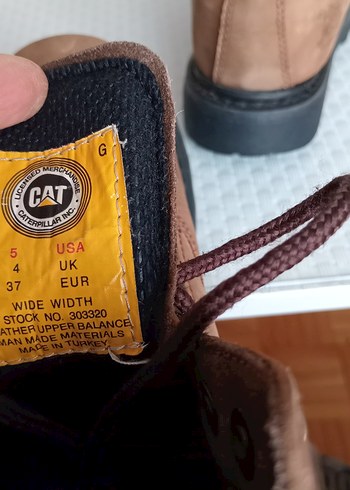 G
LICENSED MERCHANDISE
CAT
CATERPILLAR INC.
5 USA
4 UK
37 EUR
WIDE WIDTH
STOCK NO. 303320
EATHER UPPER BALANCE
MAN MADE MATERIALS
MADE IN TURKEY